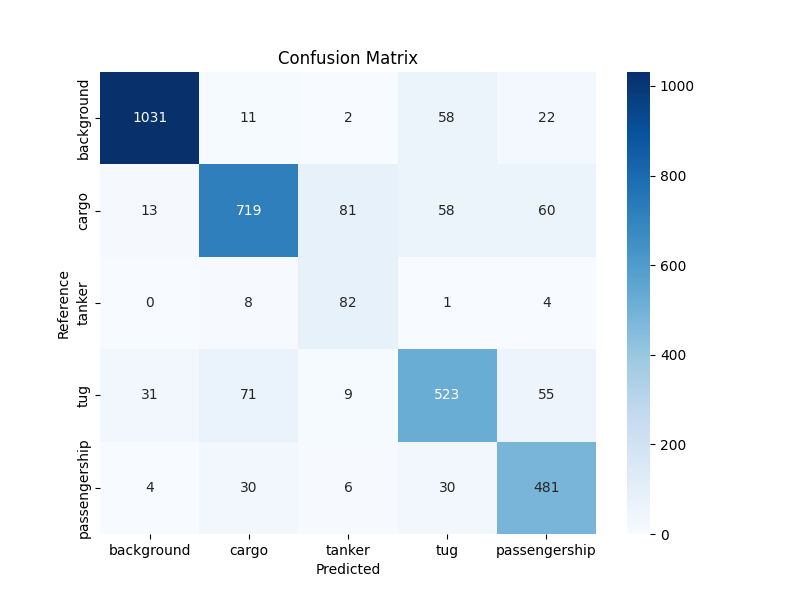 Confusion Matrix
background 1031 11 2 58 22
cargo 13 719 81 58 60
tanker 0 8 82 1 4
tug 31 71 9 523 55
passengership 4 30 6 30 481
background cargo tanker tug passengership
Predicted
Reference
1000
800
600
400
200
0